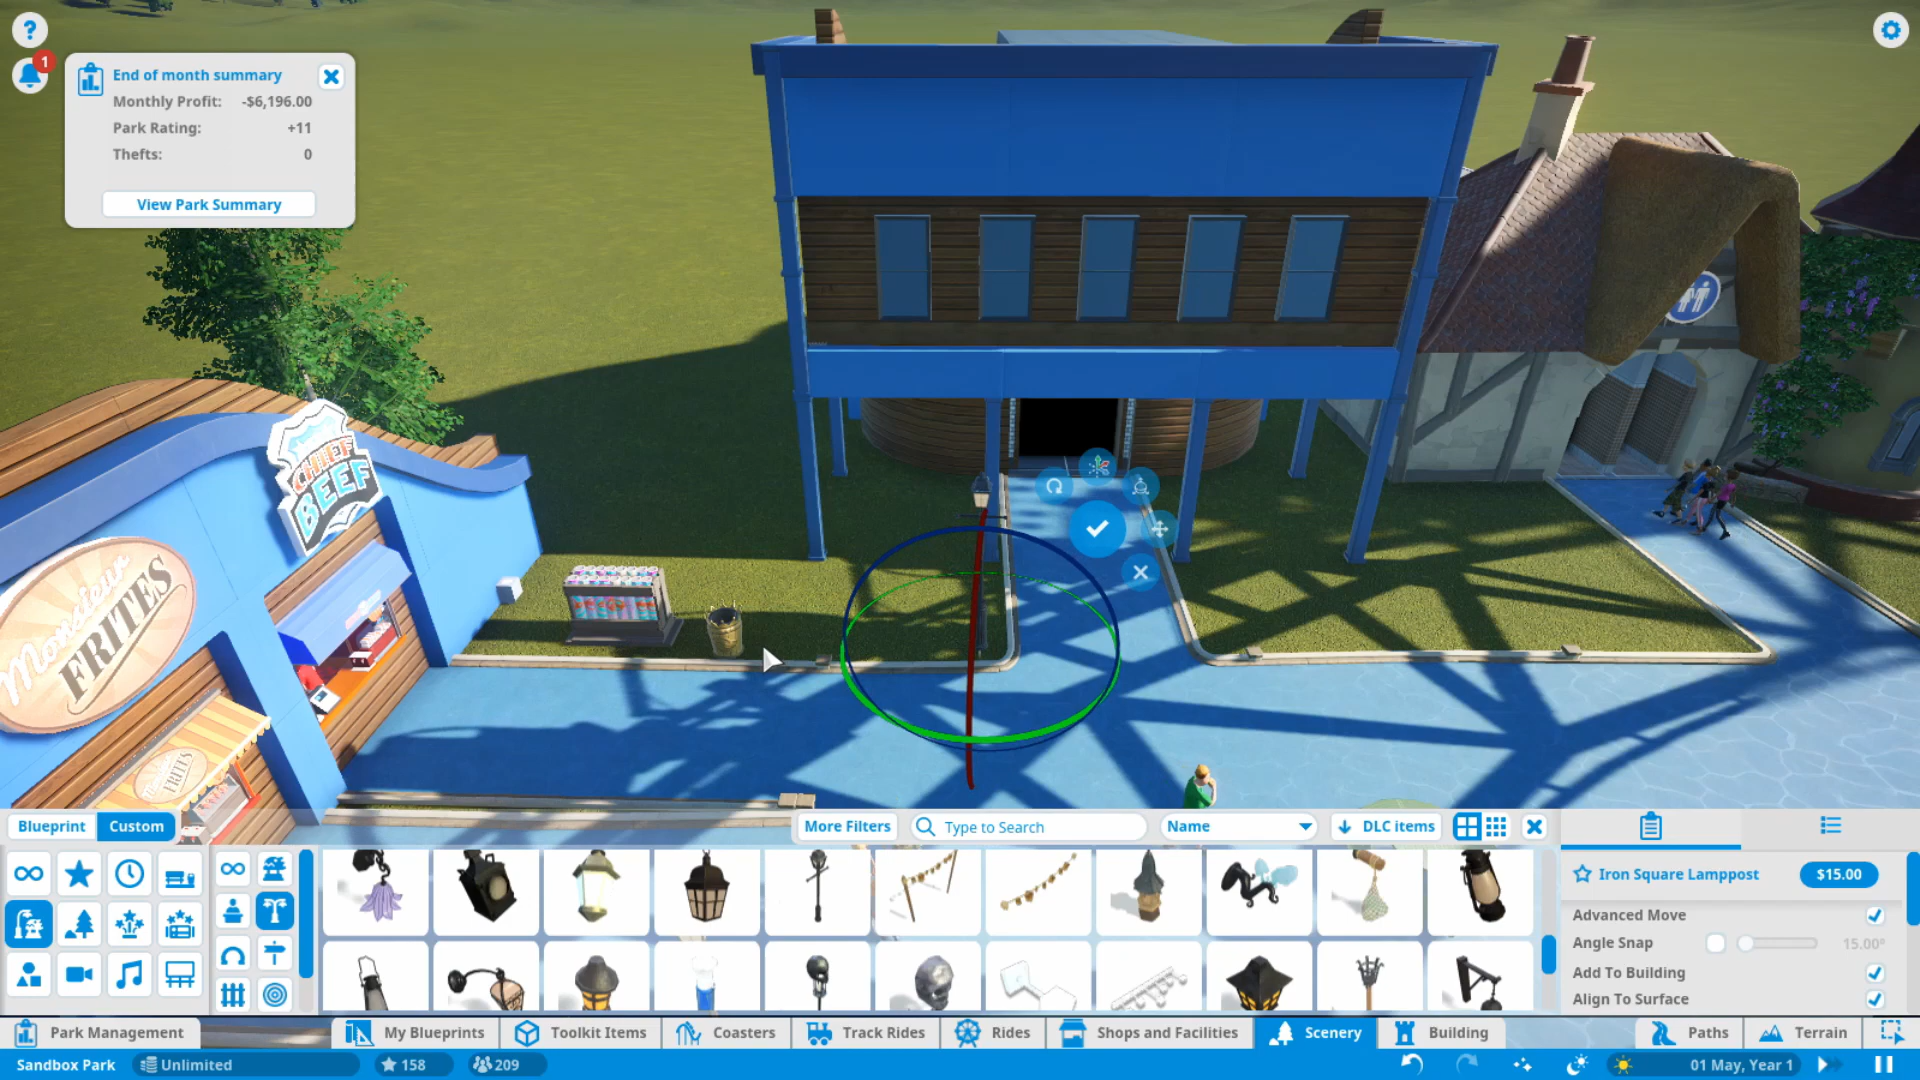 ?
1
End of month summary
Monthly Profit: -$6,196.00
Park Rating: +11
Thefts: 0
View Park Summary
CHIEF
BEEF
Monsieur
FRITES
FRITES
Blueprint
Custom
More Filters
Type to Search
Name
DLC items
Iron Square Lamppost
$15.00
Advanced Move
Angle Snap
15.00°
Add To Building
Align To Surface
Park Management
My Blueprints
Toolkit Items
Coasters
Track Rides
Rides
Shops and Facilities
Scenery
Building
Paths
Terrain
Sandbox Park
Unlimited
158
209
01 May, Year 1